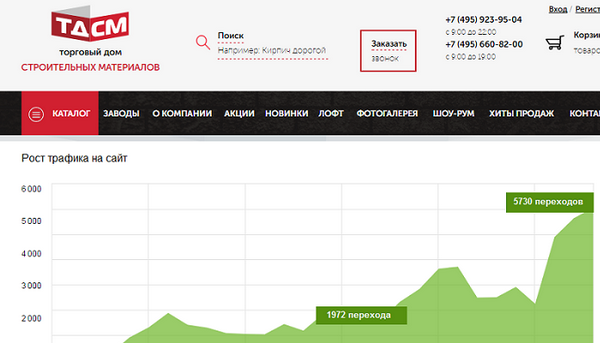 ТДСМ
торговый дом
СТРОИТЕЛЬНЫХ МАТЕРИАЛОВ
Поиск
Например: Кирпич дорогой
Заказать
звонок
+7 (495) 923-95-04
с 9:00 до 22:00
+7 (495) 660-82-00
с 9:00 до 19:00
Вход / Регист
Корзин
товаро
КАТАЛОГ ЗАВОДЫ О КОМПАНИИ АКЦИИ НОВИНКИ ЛОФТ ФОТОГАЛЕРЕЯ ШОУ-РУМ ХИТЫ ПРОДАЖ КОНТА
Рост трафика на сайт
6 000
5730 переходов
5 000
4 000
3 000
1972 перехода
2 000